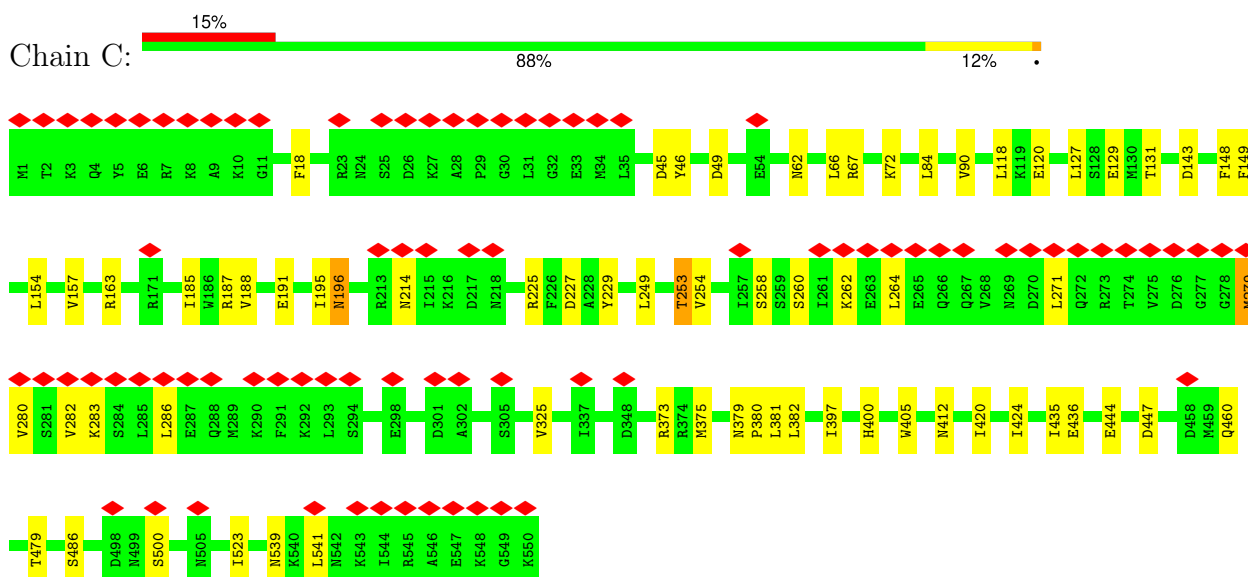 15%
Chain C:
88% 12% •
M1 T2 K3 Q4 Y5 E6 R7 K8 A9 K10 G11 F18 R23 N24 S25 D26 K27 A28 P29 G30 L31 G32 E33 M34 L35 D45 Y46 D49 E54 N62 L66 R67 K72 L84 V90 L118 K119 E120 L127 S128 E129 M130 T131 D143 F148 F149
L154 V157 R163 R171 I185 W186 R187 V188 E191 I195 N196 R213 N214 I215 K216 D217 N218 R225 F226 D227 A228 Y229 L249 T253 V254 I257 S258 S259 S260 I261 K262 E263 L264 E265 Q266 Q267 V268 N269 D270 L271 Q272 R273 T274 V275 D276 G277 G278
V280 S281 V282 K283 S284 L285 L286 E287 Q288 M289 K290 F291 K292 L293 S294 E298 D301 A302 S305 V325 I337 D348 R373 R374 M375 N379 P380 L381 L382 I397 H400 W405 N412 I420 I424 I435 E436 E444 D447 D458 M459 Q460
T479 S486 D498 N499 S500 N505 I523 N539 K540 L541 N542 K543 I544 R545 A546 E547 K548 G549 K550